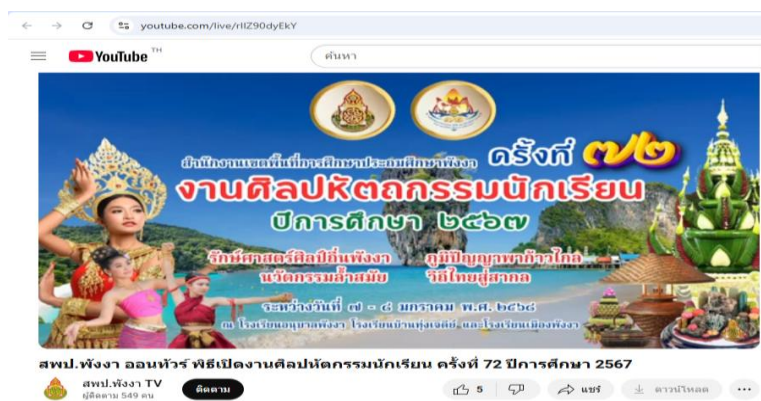 youtube.com/live/rIIZ90dyEkY
YouTube TH
ค้นหา
สำนักงานเขตพื้นที่การศึกษาประถมศึกษาพังงา ครั้งที่ ๗๒
งานศิลปหัตถกรรมนักเรียน
ปีการศึกษา ๒๕๖๗
รักษ์ศาสตร์ศิลป์ถิ่นพังงา ภูมิปัญญาพาก้าวไกล
นวัตกรรมล้ำสมัย วิถีไทยสู่สากล
ระหว่างวันที่ ๗ - ๘ มกราคม พ.ศ. ๒๕๖๘
ณ โรงเรียนอนุบาลพังงา โรงเรียนบ้านทุ่งเจดีย์ และโรงเรียนเมืองพังงา
สพป.พังงา ออนทัวร์ พิธีเปิดงานศิลปหัตถกรรมนักเรียน ครั้งที่ 72 ปีการศึกษา 2567
สพป.พังงา TV
ผู้ติดตาม 549 คน
ติดตาม
5
แชร์
ดาวน์โหลด